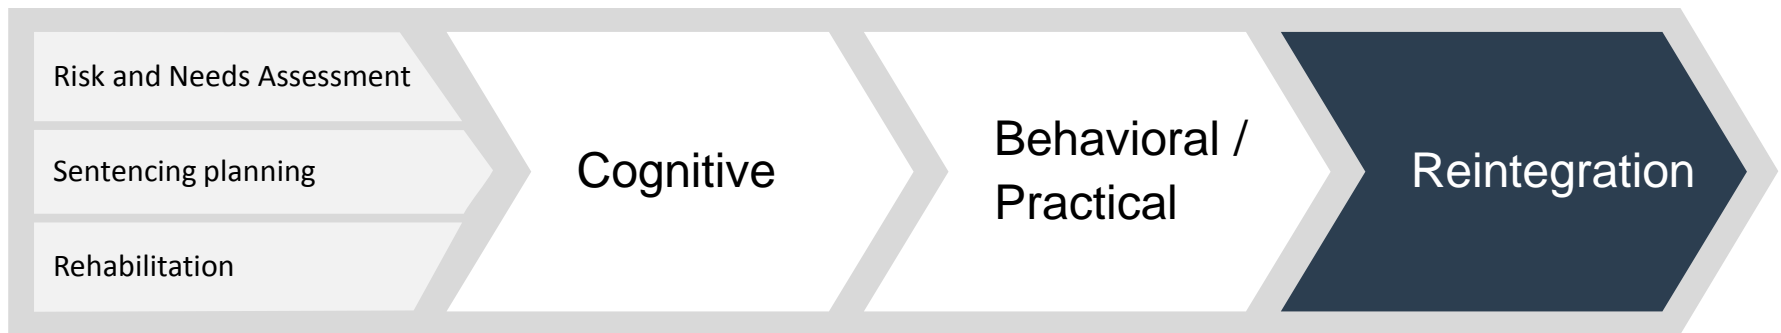 Risk and Needs Assessment
Sentencing planning
Rehabilitation
Cognitive
Behavioral /
Practical
Reintegration